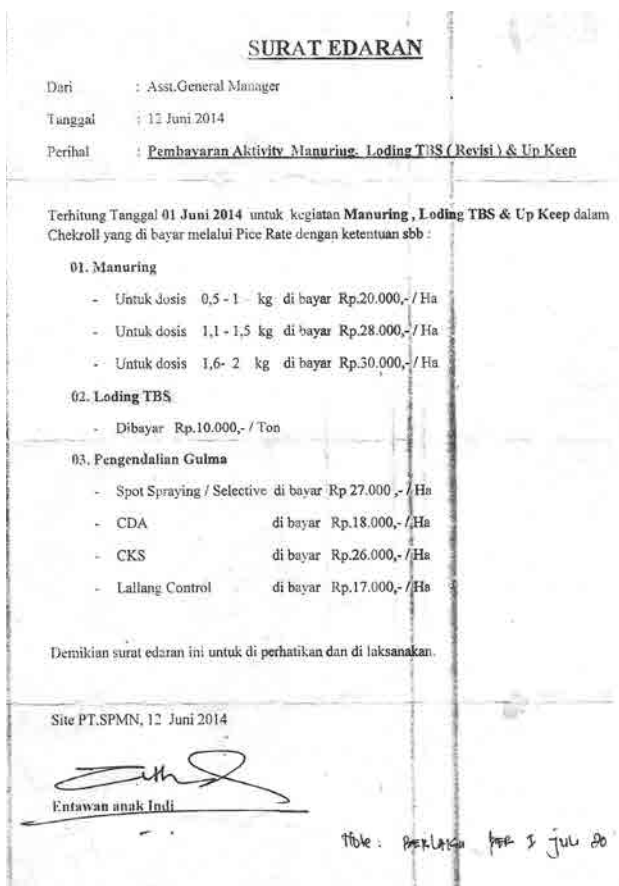 SURAT EDARAN
Dari : Asst.General Manager
Tanggal : 12 Juni 2014
Perihal : Pembayaran Aktivity Manuring, Loding TBS ( Revisi ) & Up Keep
Terhitung Tanggal 01 Juni 2014 untuk kegiatan Manuring , Loding TBS & Up Keep dalam
Chekroll yang di bayar melalui Pice Rate dengan ketentuan sbb :
01. Manuring
- Untuk dosis 0,5 - 1 kg di bayar Rp.20.000,- / Ha
- Untuk dosis 1,1 - 1,5 kg di bayar Rp.28.000,- / Ha
- Untuk dosis 1,6- 2 kg di bayar Rp.30.000,- / Ha
02. Loding TBS
- Dibayar Rp.10.000,- / Ton
03. Pengendalian Gulma
- Spot Spraying / Selective di bayar Rp 27.000 ,- / Ha
- CDA di bayar Rp.18.000,- / Ha
- CKS di bayar Rp.26.000,- / Ha
- Lallang Control di bayar Rp.17.000,- / Ha
Demikian surat edaran ini untuk di perhatikan dan di laksanakan.
Site PT.SPMN, 12 Juni 2014
Entawan anak Indi
Note : BERLAKU PER 1 JULI 20